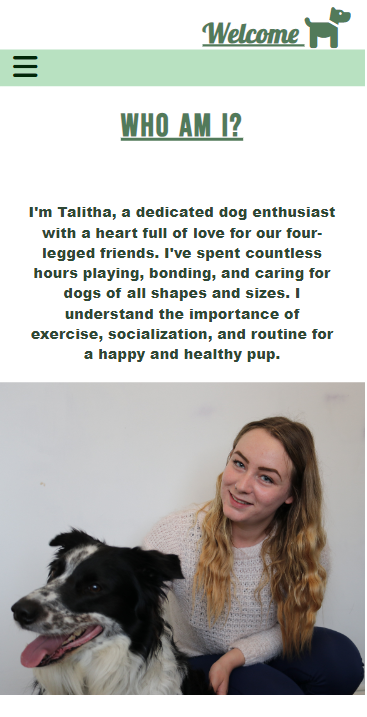 Welcome
WHO AM I?
I'm Talitha, a dedicated dog enthusiast
with a heart full of love for our four-
legged friends. I've spent countless
hours playing, bonding, and caring for
dogs of all shapes and sizes. I
understand the importance of
exercise, socialization, and routine for
a happy and healthy pup.